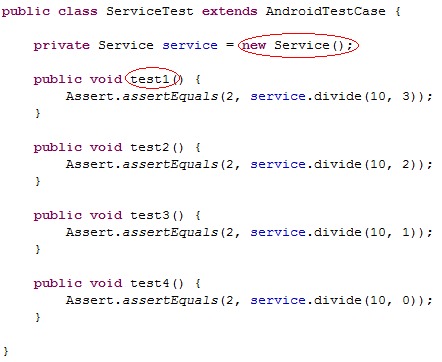 public class ServiceTest extends AndroidTestCase {
private Service service = new Service();
public void test1() {
Assert.assertEquals(2, service.divide(10, 3));
}
public void test2() {
Assert.assertEquals(2, service.divide(10, 2));
}
public void test3() {
Assert.assertEquals(2, service.divide(10, 1));
}
public void test4() {
Assert.assertEquals(2, service.divide(10, 0));
}
}